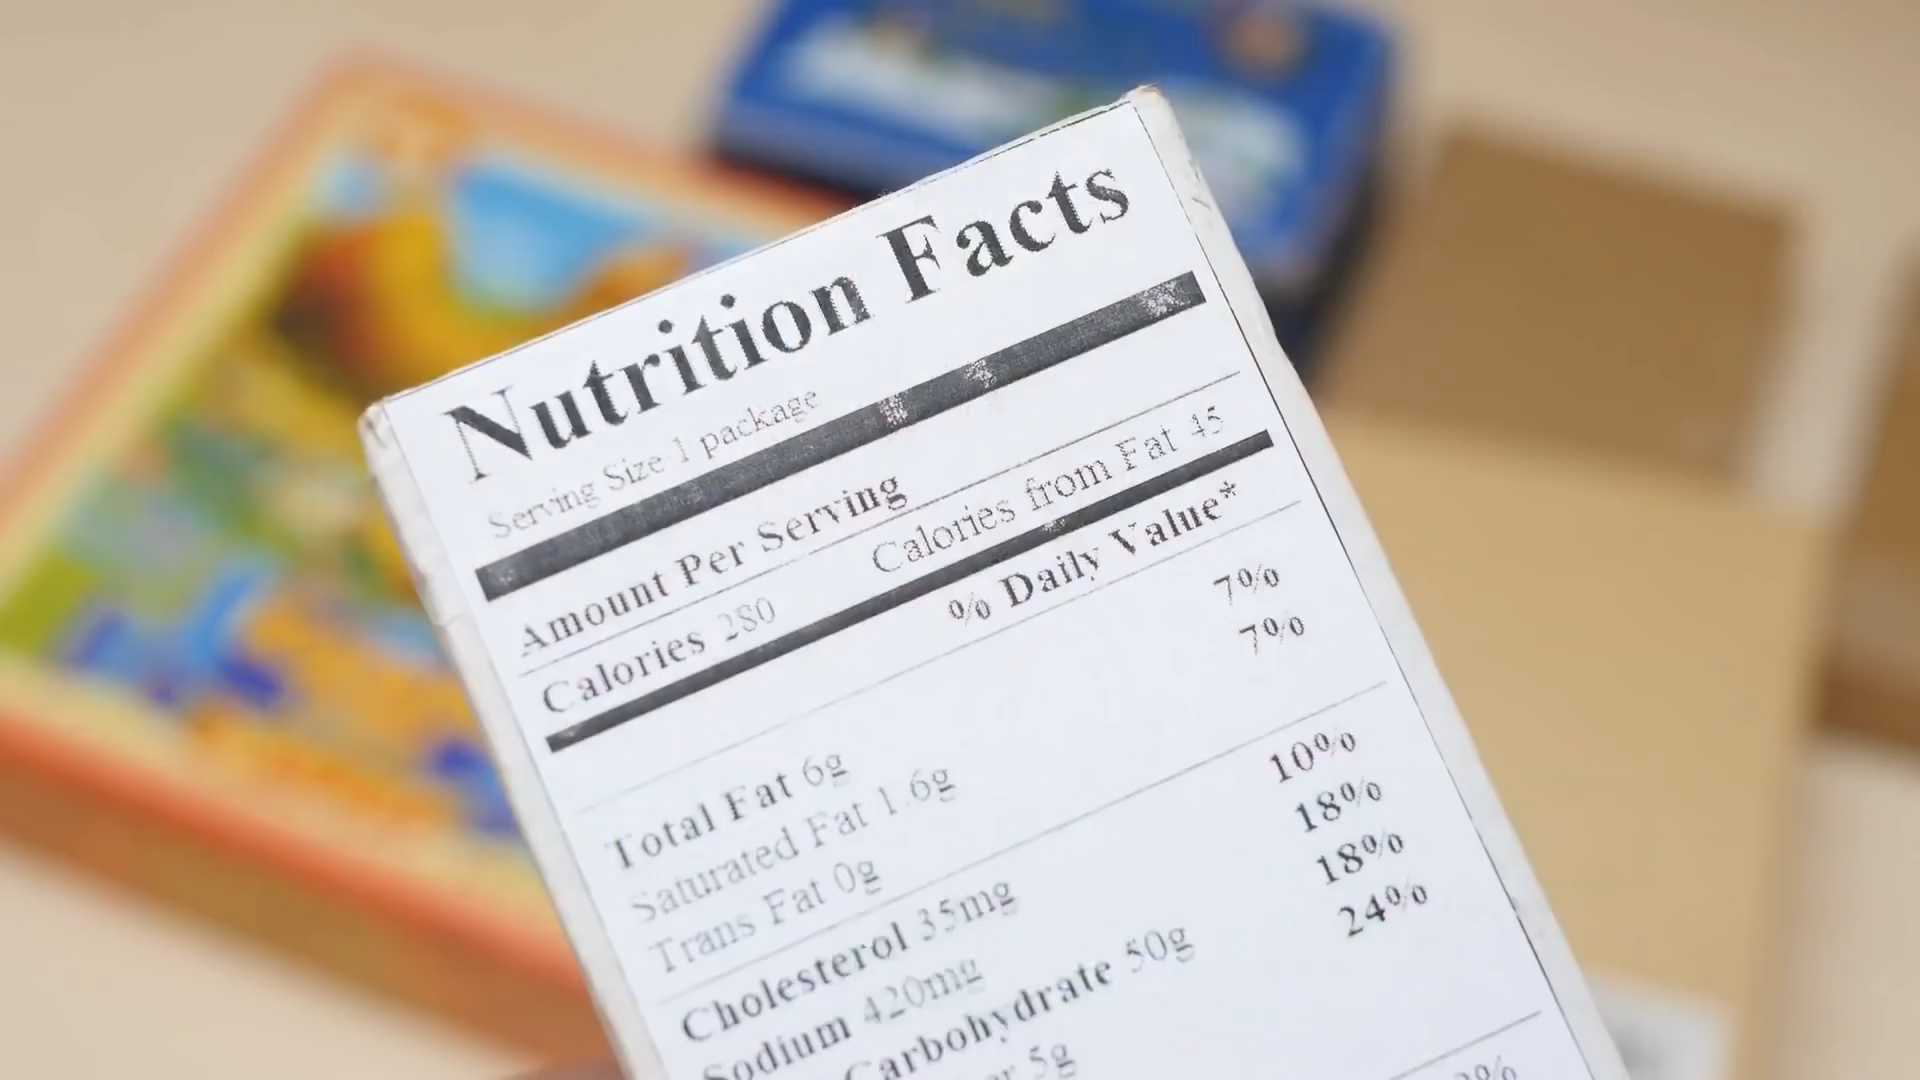 Nutrition Facts
Serving Size 1 package
Amount Per Serving
Calories 280 Calories from Fat 45
% Daily Value*
Total Fat 6g 7%
Saturated Fat 1.6g 7%
Trans Fat 0g
Cholesterol 35mg 10%
Sodium 420mg 18%
Carbohydrate 50g 18%
5g 24%